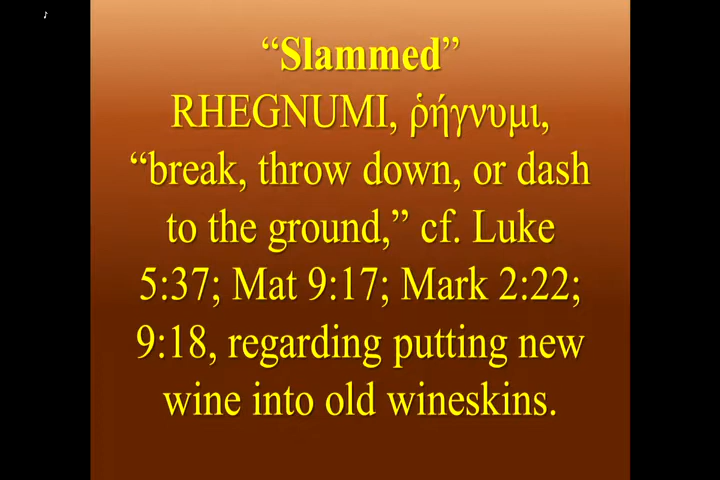 “Slammed”
RHEGNUMI, ῥήγνυμι,
“break, throw down, or dash
to the ground,” cf. Luke
5:37; Mat 9:17; Mark 2:22;
9:18, regarding putting new
wine into old wineskins.